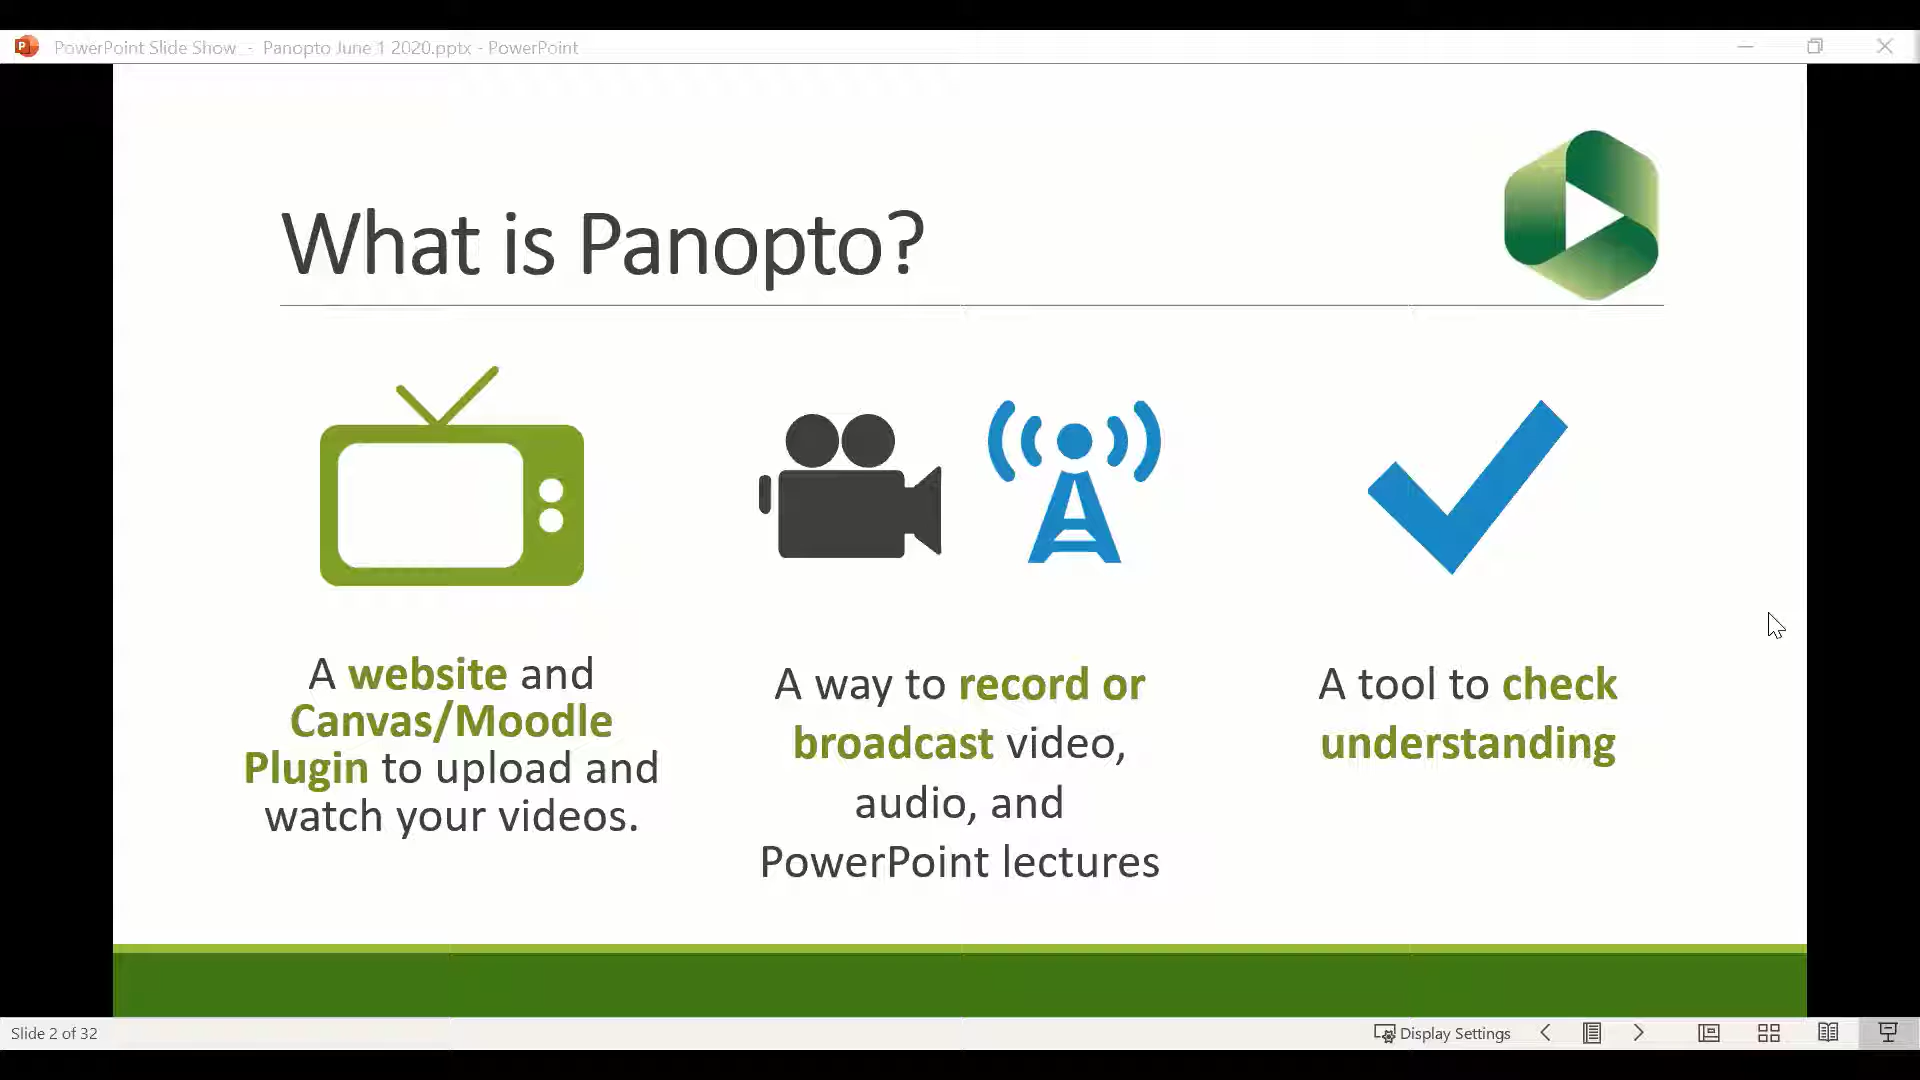 PowerPoint Slide Show - Panopto June 1 2020.pptx - PowerPoint
What is Panopto?
A website and
Canvas/Moodle
Plugin to upload and
watch your videos.
A way to record or
broadcast video,
audio, and
PowerPoint lectures
A tool to check
understanding
Slide 2 of 32
Display Settings